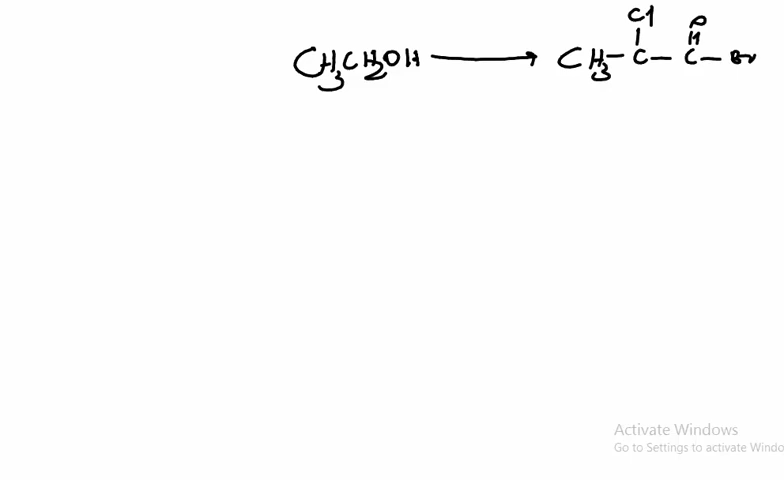 Cl O
CH3CH2OH ⟶ CH3–C–C–Br
Activate Windows
Go to Settings to activate Windo